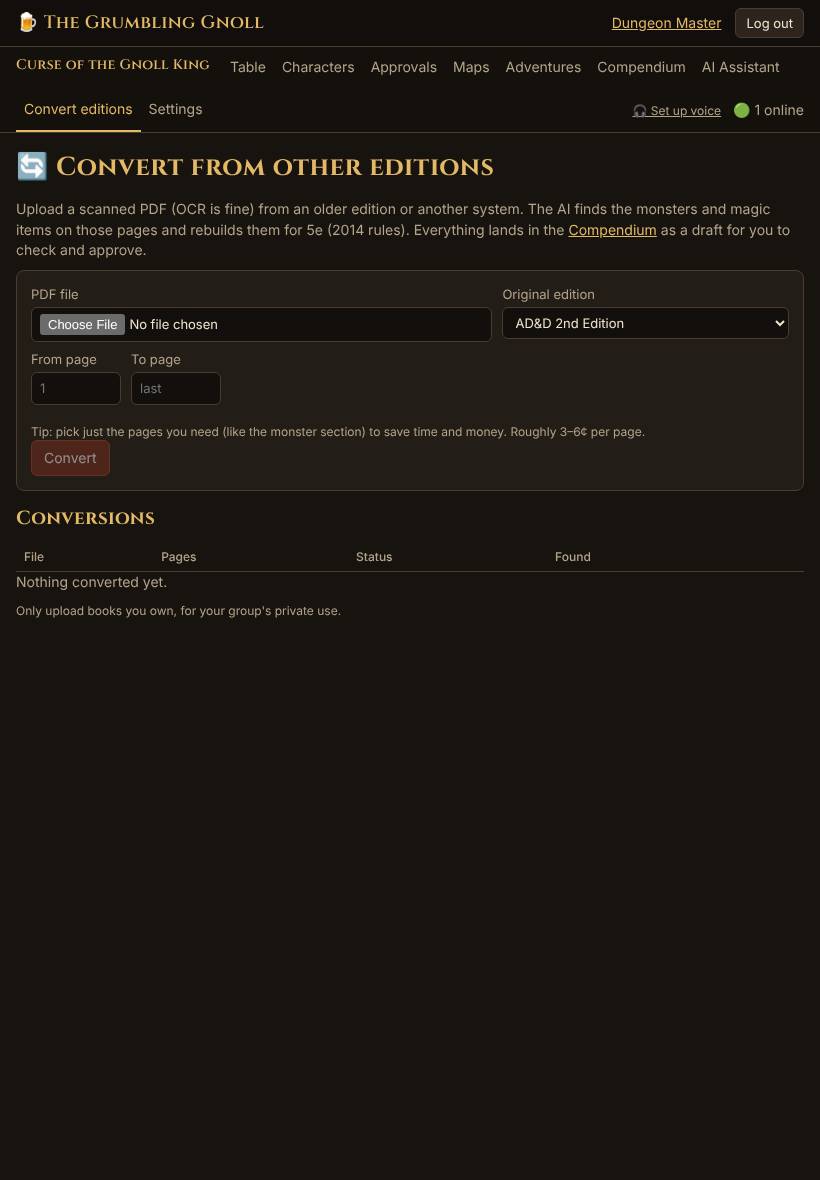 🍺 The Grumbling Gnoll
Dungeon Master
Log out
Curse of the Gnoll King
Table
Characters
Approvals
Maps
Adventures
Compendium
AI Assistant
Convert editions
Settings
🎧 Set up voice
🟢 1 online
🔄 Convert from other editions
Upload a scanned PDF (OCR is fine) from an older edition or another system. The AI finds the monsters and magic
items on those pages and rebuilds them for 5e (2014 rules). Everything lands in the Compendium as a draft for you to
check and approve.
PDF file
Original edition
Choose File No file chosen
AD&D 2nd Edition
From page
To page
1
last
Tip: pick just the pages you need (like the monster section) to save time and money. Roughly 3–6¢ per page.
Convert
Conversions
File
Pages
Status
Found
Nothing converted yet.
Only upload books you own, for your group's private use.